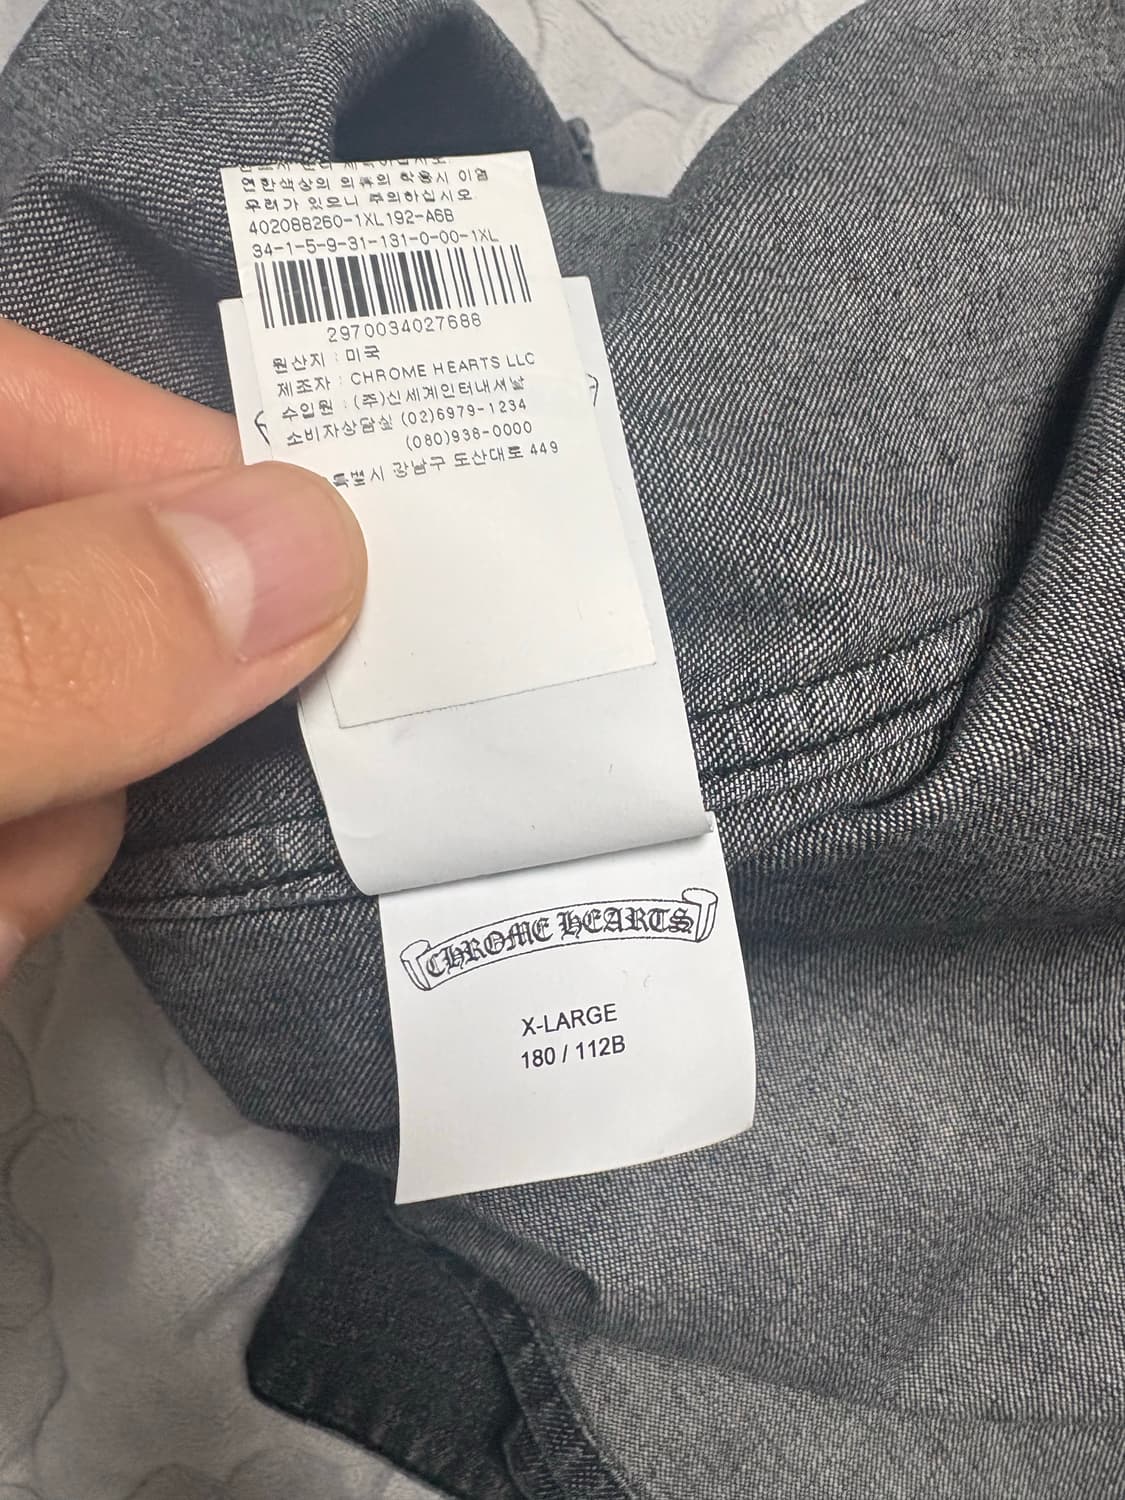 연한색상의 의류의 착용시 이염
우려가 있으니 주의하십시오
402088260-1XL192-A6B
34-1-5-9-31-131-0-00-1XL
2970034027688
원산지 : 미국
제조자 : CHROME HEARTS LLC
수입원 : (주)신세계인터내셔날
소비자상담실 (02)6979-1234
(080)938-0000
특별시 강남구 도산대로 449
CHROME HEARTS
X-LARGE
180 / 112B